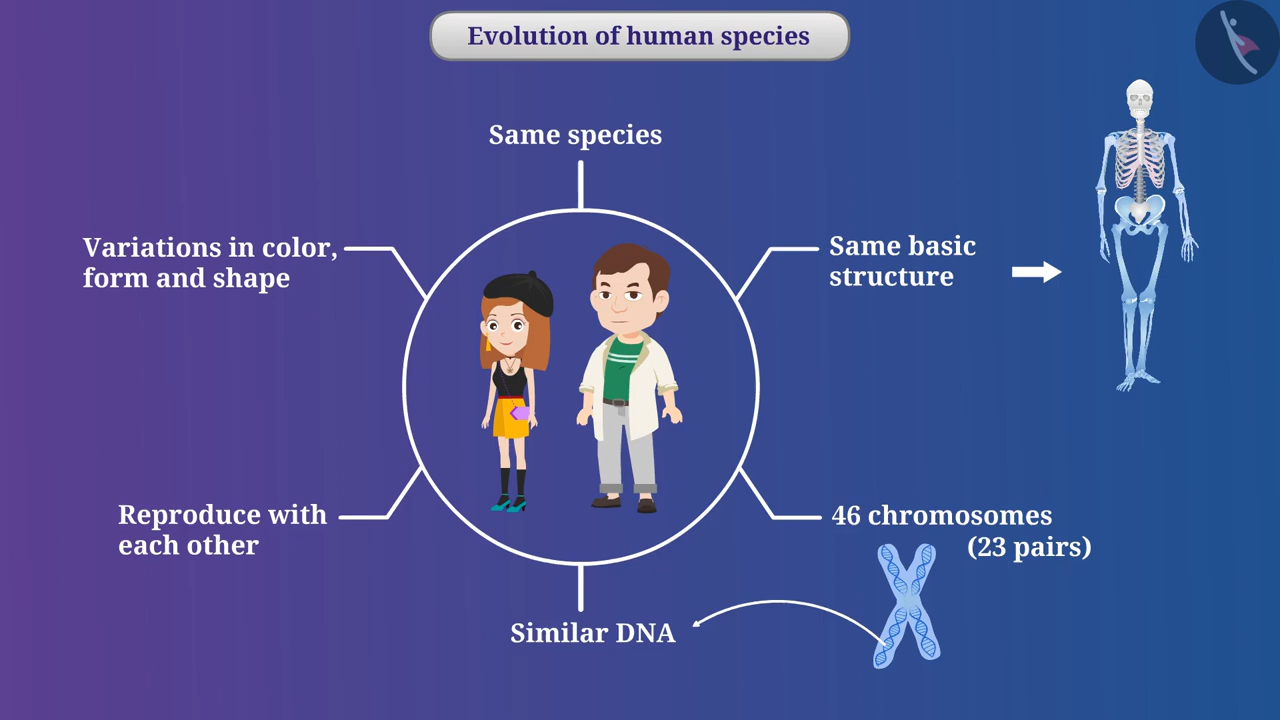 Evolution of human species
Same species
Variations in color,
form and shape
Same basic
structure
Reproduce with
each other
46 chromosomes
(23 pairs)
Similar DNA